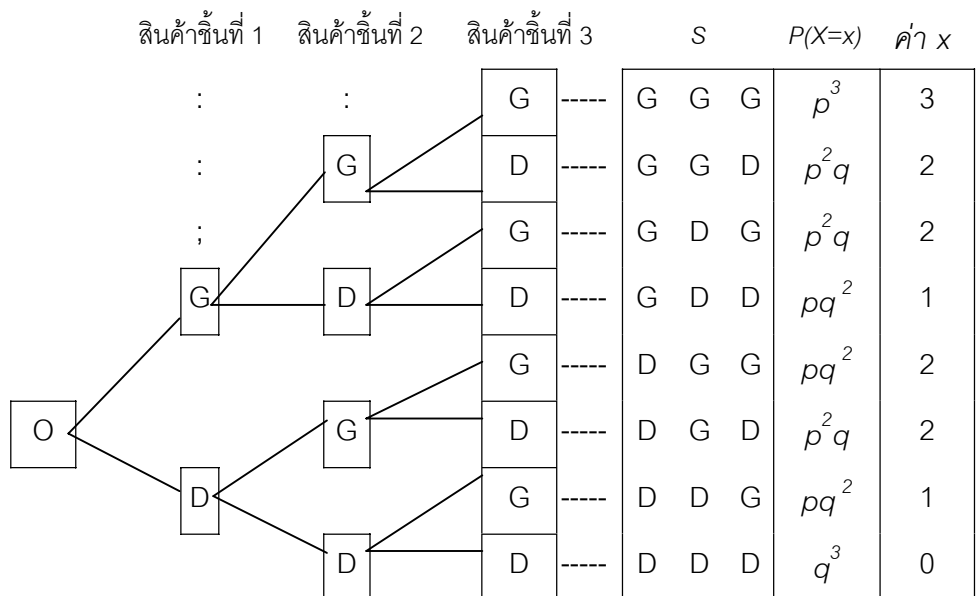 สินค้าชิ้นที่ 1 สินค้าชิ้นที่ 2 สินค้าชิ้นที่ 3 S P(X=x) ค่า x
: : G ----- G G G p³ 3
: G D ----- G G D p²q 2
; G ----- G D G p²q 2
G D D ----- G D D pq² 1
G ----- D G G pq² 2
O G D ----- D G D p²q 2
D G ----- D D G pq² 1
D D ----- D D D q³ 0